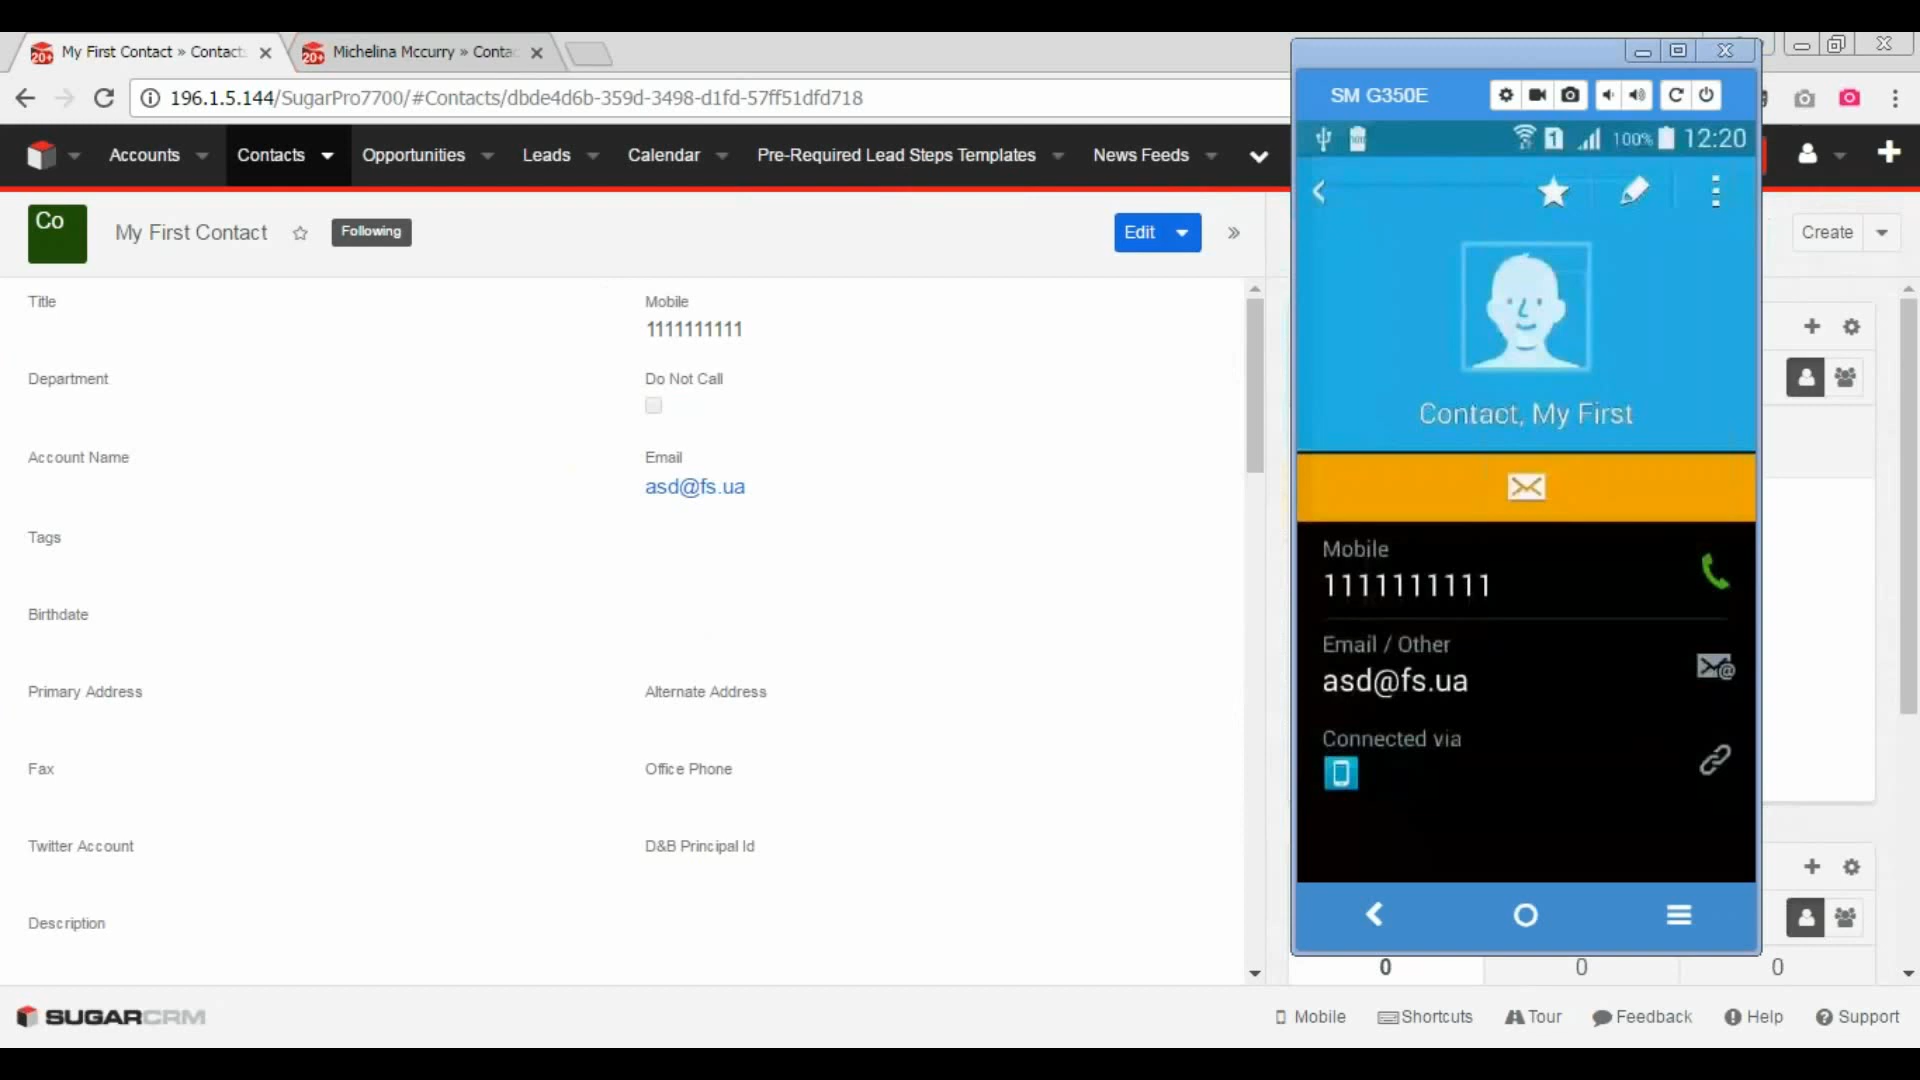 My First Contact » Contacts
Michelina Mccurry » Conta
196.1.5.144/SugarPro7700/#Contacts/dbde4d6b-359d-3498-d1fd-57ff51dfd718
Accounts
Contacts
Opportunities
Leads
Calendar
Pre-Required Lead Steps Templates
News Feeds
Co
My First Contact
Following
Edit
Create
Title
Mobile
1111111111
Department
Do Not Call
Account Name
Email
asd@fs.ua
Tags
Birthdate
Primary Address
Alternate Address
Fax
Office Phone
Twitter Account
D&B Principal Id
Description
SM G350E
1
100%
12:20
Contact, My First
Mobile
1111111111
Email / Other
asd@fs.ua
Connected via
0
0
0
SUGARCRM
Mobile
Shortcuts
Tour
Feedback
Help
Support